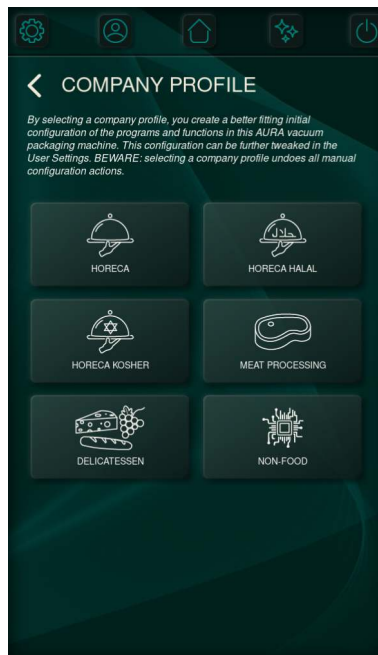 COMPANY PROFILE
By selecting a company profile, you create a better fitting initial
configuration of the programs and functions in this AURA vacuum
packaging machine. This configuration can be further tweaked in the
User Settings. BEWARE: selecting a company profile undoes all manual
configuration actions.
HORECA
حلال
HORECA HALAL
HORECA KOSHER
MEAT PROCESSING
DELICATESSEN
NON-FOOD